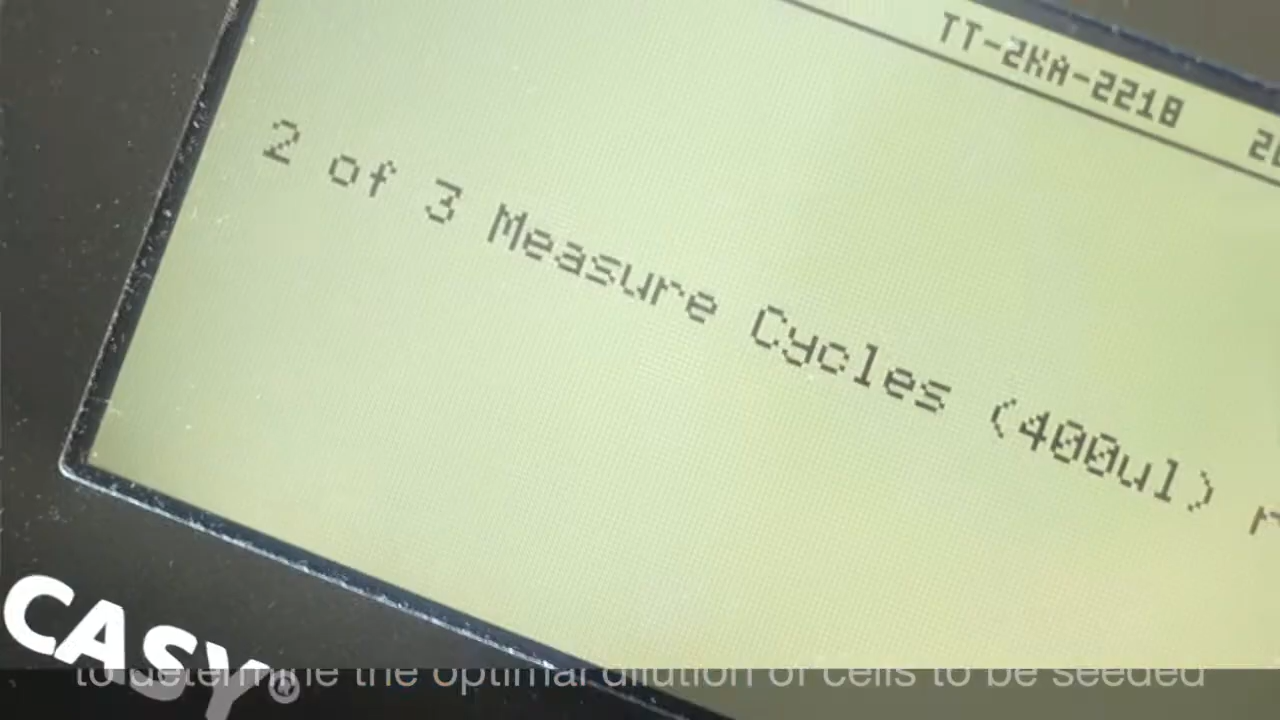 TT-2KA-2218
2 of 3 Measure Cycles (400ul)
CASY®
to determine the optimal dilution of cells to be seeded